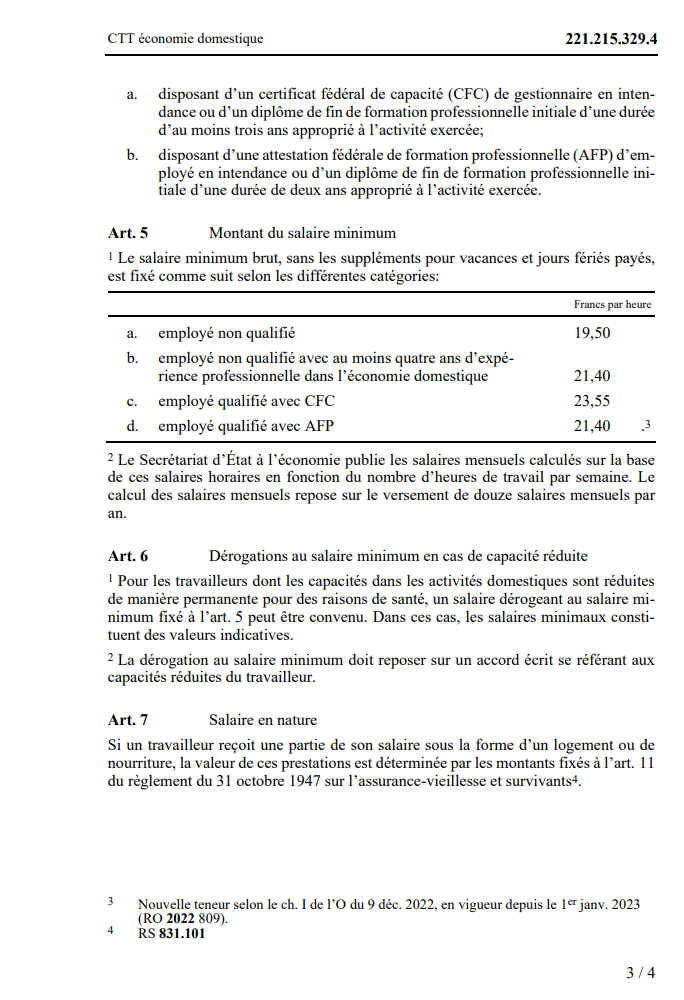 CTT économie domestique 221.215.329.4
a. disposant d’un certificat fédéral de capacité (CFC) de gestionnaire en inten-
dance ou d’un diplôme de fin de formation professionnelle initiale d’une durée
d’au moins trois ans approprié à l’activité exercée;
b. disposant d’une attestation fédérale de formation professionnelle (AFP) d’em-
ployé en intendance ou d’un diplôme de fin de formation professionnelle ini-
tiale d’une durée de deux ans approprié à l’activité exercée.
Art. 5 Montant du salaire minimum
1 Le salaire minimum brut, sans les suppléments pour vacances et jours fériés payés,
est fixé comme suit selon les différentes catégories:
Francs par heure
a. employé non qualifié 19,50
b. employé non qualifié avec au moins quatre ans d’expé-
rience professionnelle dans l’économie domestique 21,40
c. employé qualifié avec CFC 23,55
d. employé qualifié avec AFP 21,40 .3
2 Le Secrétariat d’État à l’économie publie les salaires mensuels calculés sur la base
de ces salaires horaires en fonction du nombre d’heures de travail par semaine. Le
calcul des salaires mensuels repose sur le versement de douze salaires mensuels par
an.
Art. 6 Dérogations au salaire minimum en cas de capacité réduite
1 Pour les travailleurs dont les capacités dans les activités domestiques sont réduites
de manière permanente pour des raisons de santé, un salaire dérogeant au salaire mi-
nimum fixé à l’art. 5 peut être convenu. Dans ces cas, les salaires minimaux consti-
tuent des valeurs indicatives.
2 La dérogation au salaire minimum doit reposer sur un accord écrit se référant aux
capacités réduites du travailleur.
Art. 7 Salaire en nature
Si un travailleur reçoit une partie de son salaire sous la forme d’un logement ou de
nourriture, la valeur de ces prestations est déterminée par les montants fixés à l’art. 11
du règlement du 31 octobre 1947 sur l’assurance-vieillesse et survivants4.
3 Nouvelle teneur selon le ch. I de l’O du 9 déc. 2022, en vigueur depuis le 1er janv. 2023
(RO 2022 809).
4 RS 831.101
3 / 4